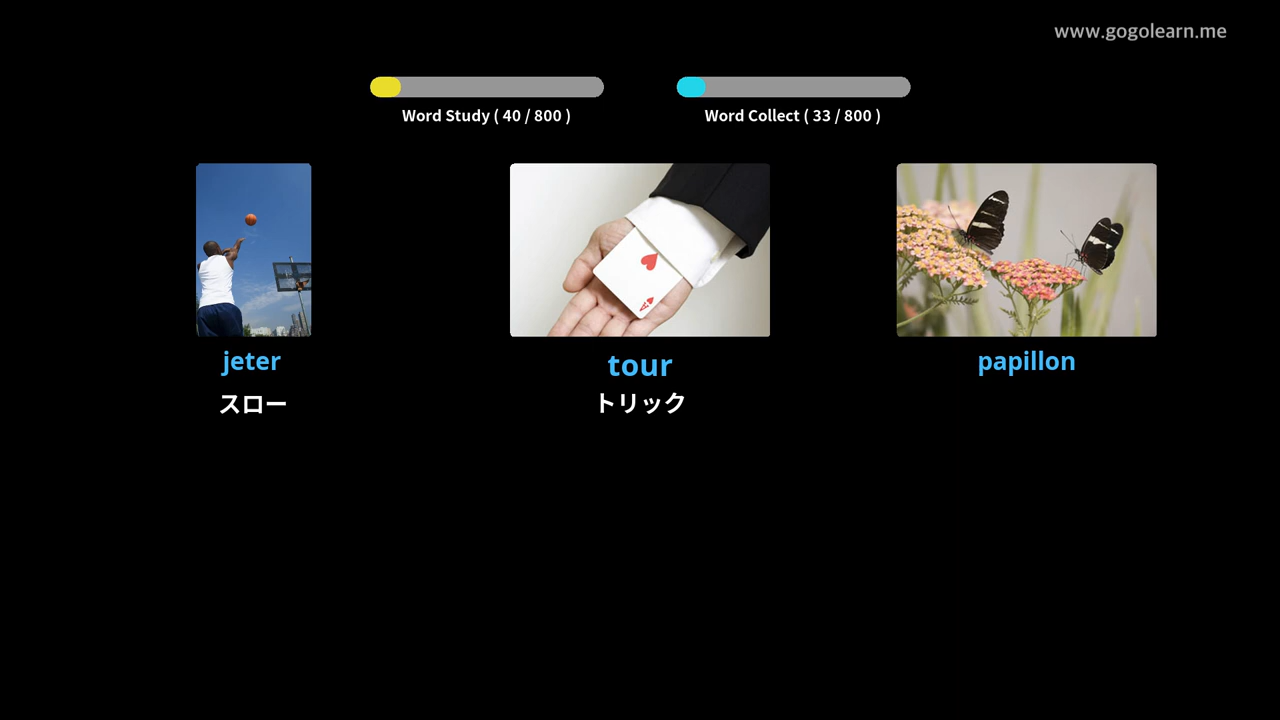 www.gogolearn.me
Word Study ( 40 / 800 )
Word Collect ( 33 / 800 )
jeter
tour
papillon
スロー
トリック